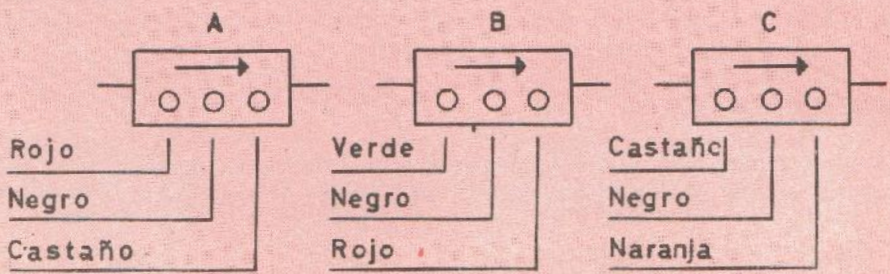 A B C
Rojo Verde Castaño
Negro Negro Negro
Castaño Rojo Naranja